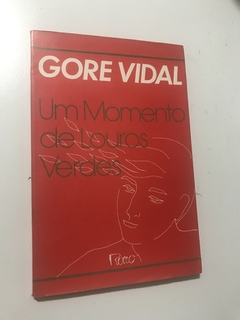 GORE VIDAL
Um Momento
de Louros
Verdes
Rocco